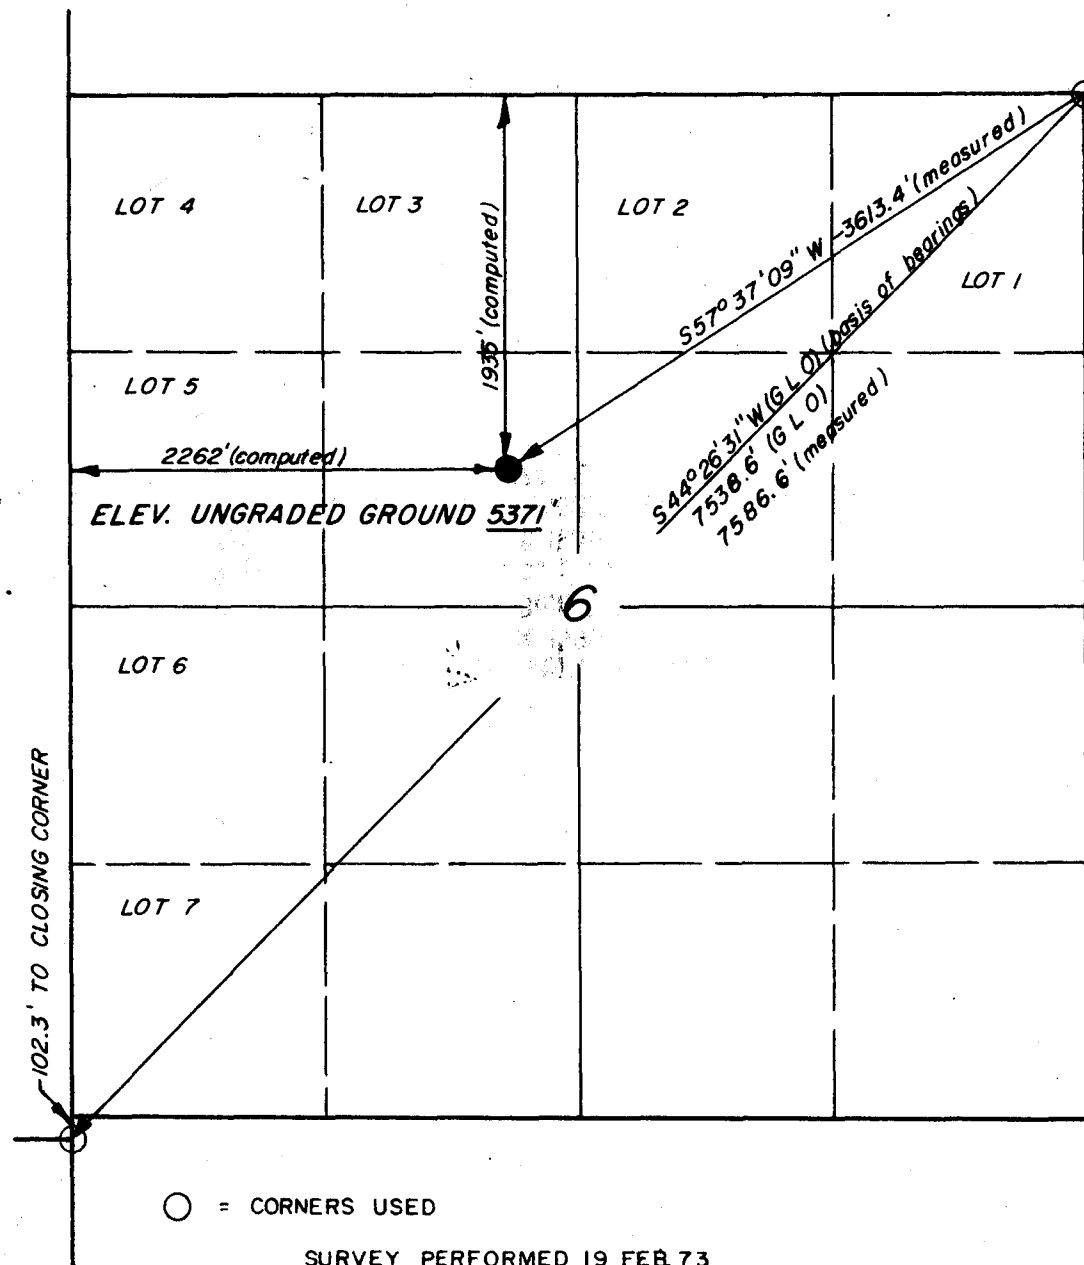 LOT 4
LOT 3
LOT 2
LOT 1
1935' (computed)
S57° 37' 09" W -3613.4' (measured)
S44° 26' 31" W (G L O) (basis of bearings)
7538.6' (G L O)
7586.6' (measured)
LOT 5
2262' (computed)
ELEV. UNGRADED GROUND 5371'
6
LOT 6
LOT 7
102.3' TO CLOSING CORNER
= CORNERS USED
SURVEY PERFORMED 19 FEB. 73